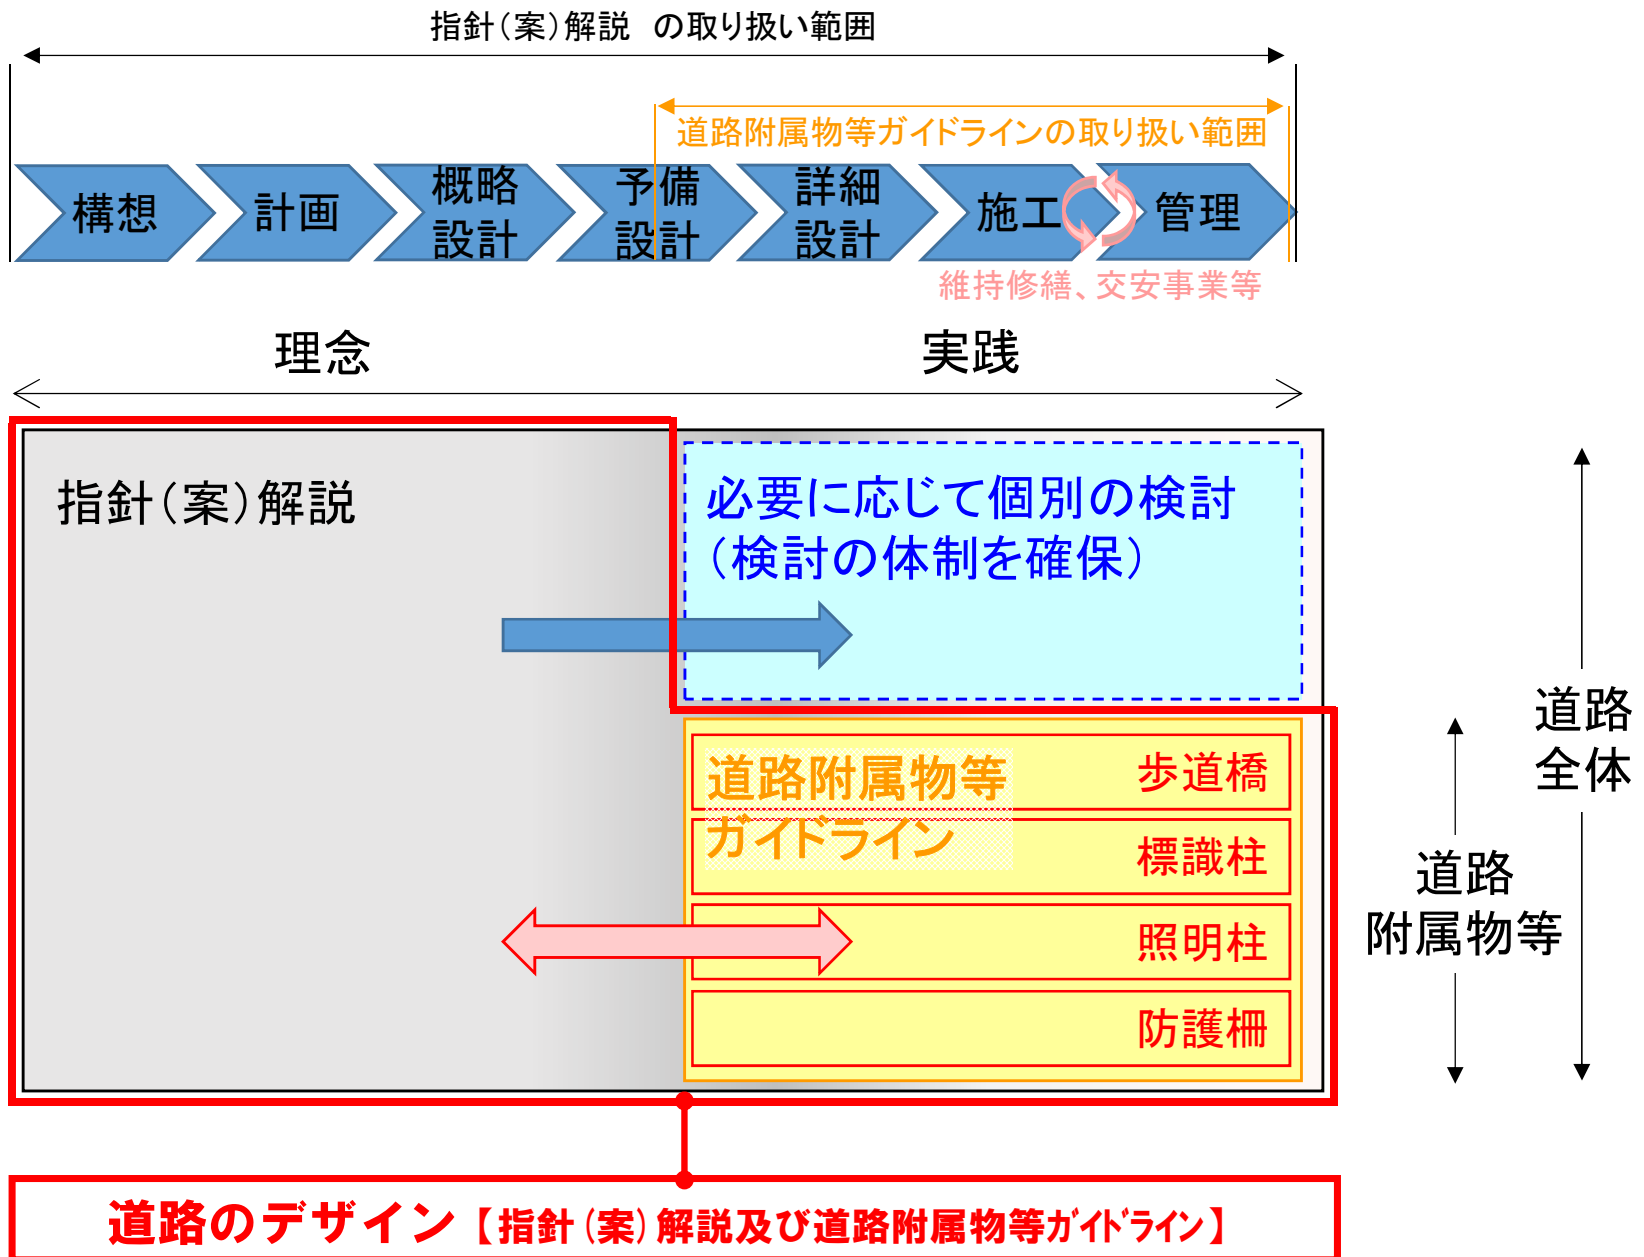 指針（案）解説　の取り扱い範囲
道路附属物等ガイドラインの取り扱い範囲
構想
計画
概略
設計
予備
設計
詳細
設計
施工
管理
維持修繕、交安事業等
理念
実践
指針（案）解説
必要に応じて個別の検討
（検討の体制を確保）
道路附属物等
ガイドライン
歩道橋
標識柱
照明柱
防護柵
道路
全体
道路
附属物等
道路のデザイン【指針（案）解説及び道路附属物等ｶﾞｲﾄﾞﾗｲﾝ】